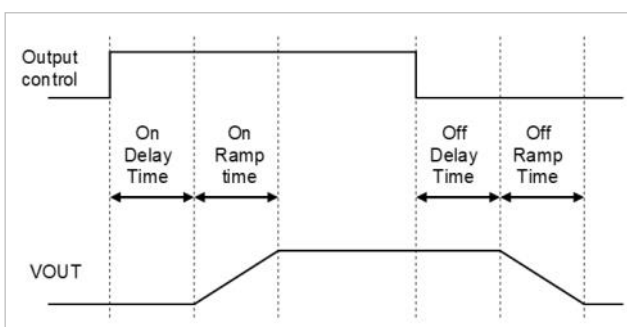 Output
control
On
Delay
Time
On
Ramp
time
Off
Delay
Time
Off
Ramp
Time
VOUT